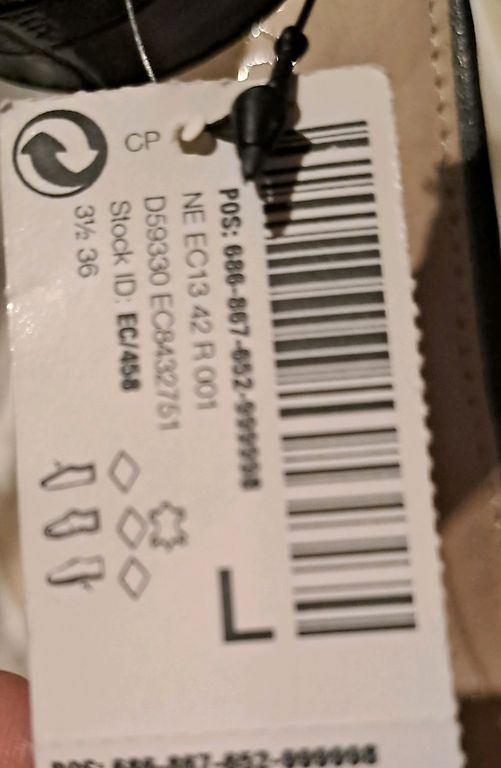 CP
POS: 686-867-652-999998
NE EC13 42 R 001
D59330 EC8432751
Stock ID: EC/458
3½ 36
L
POS: 686-867-652-999998